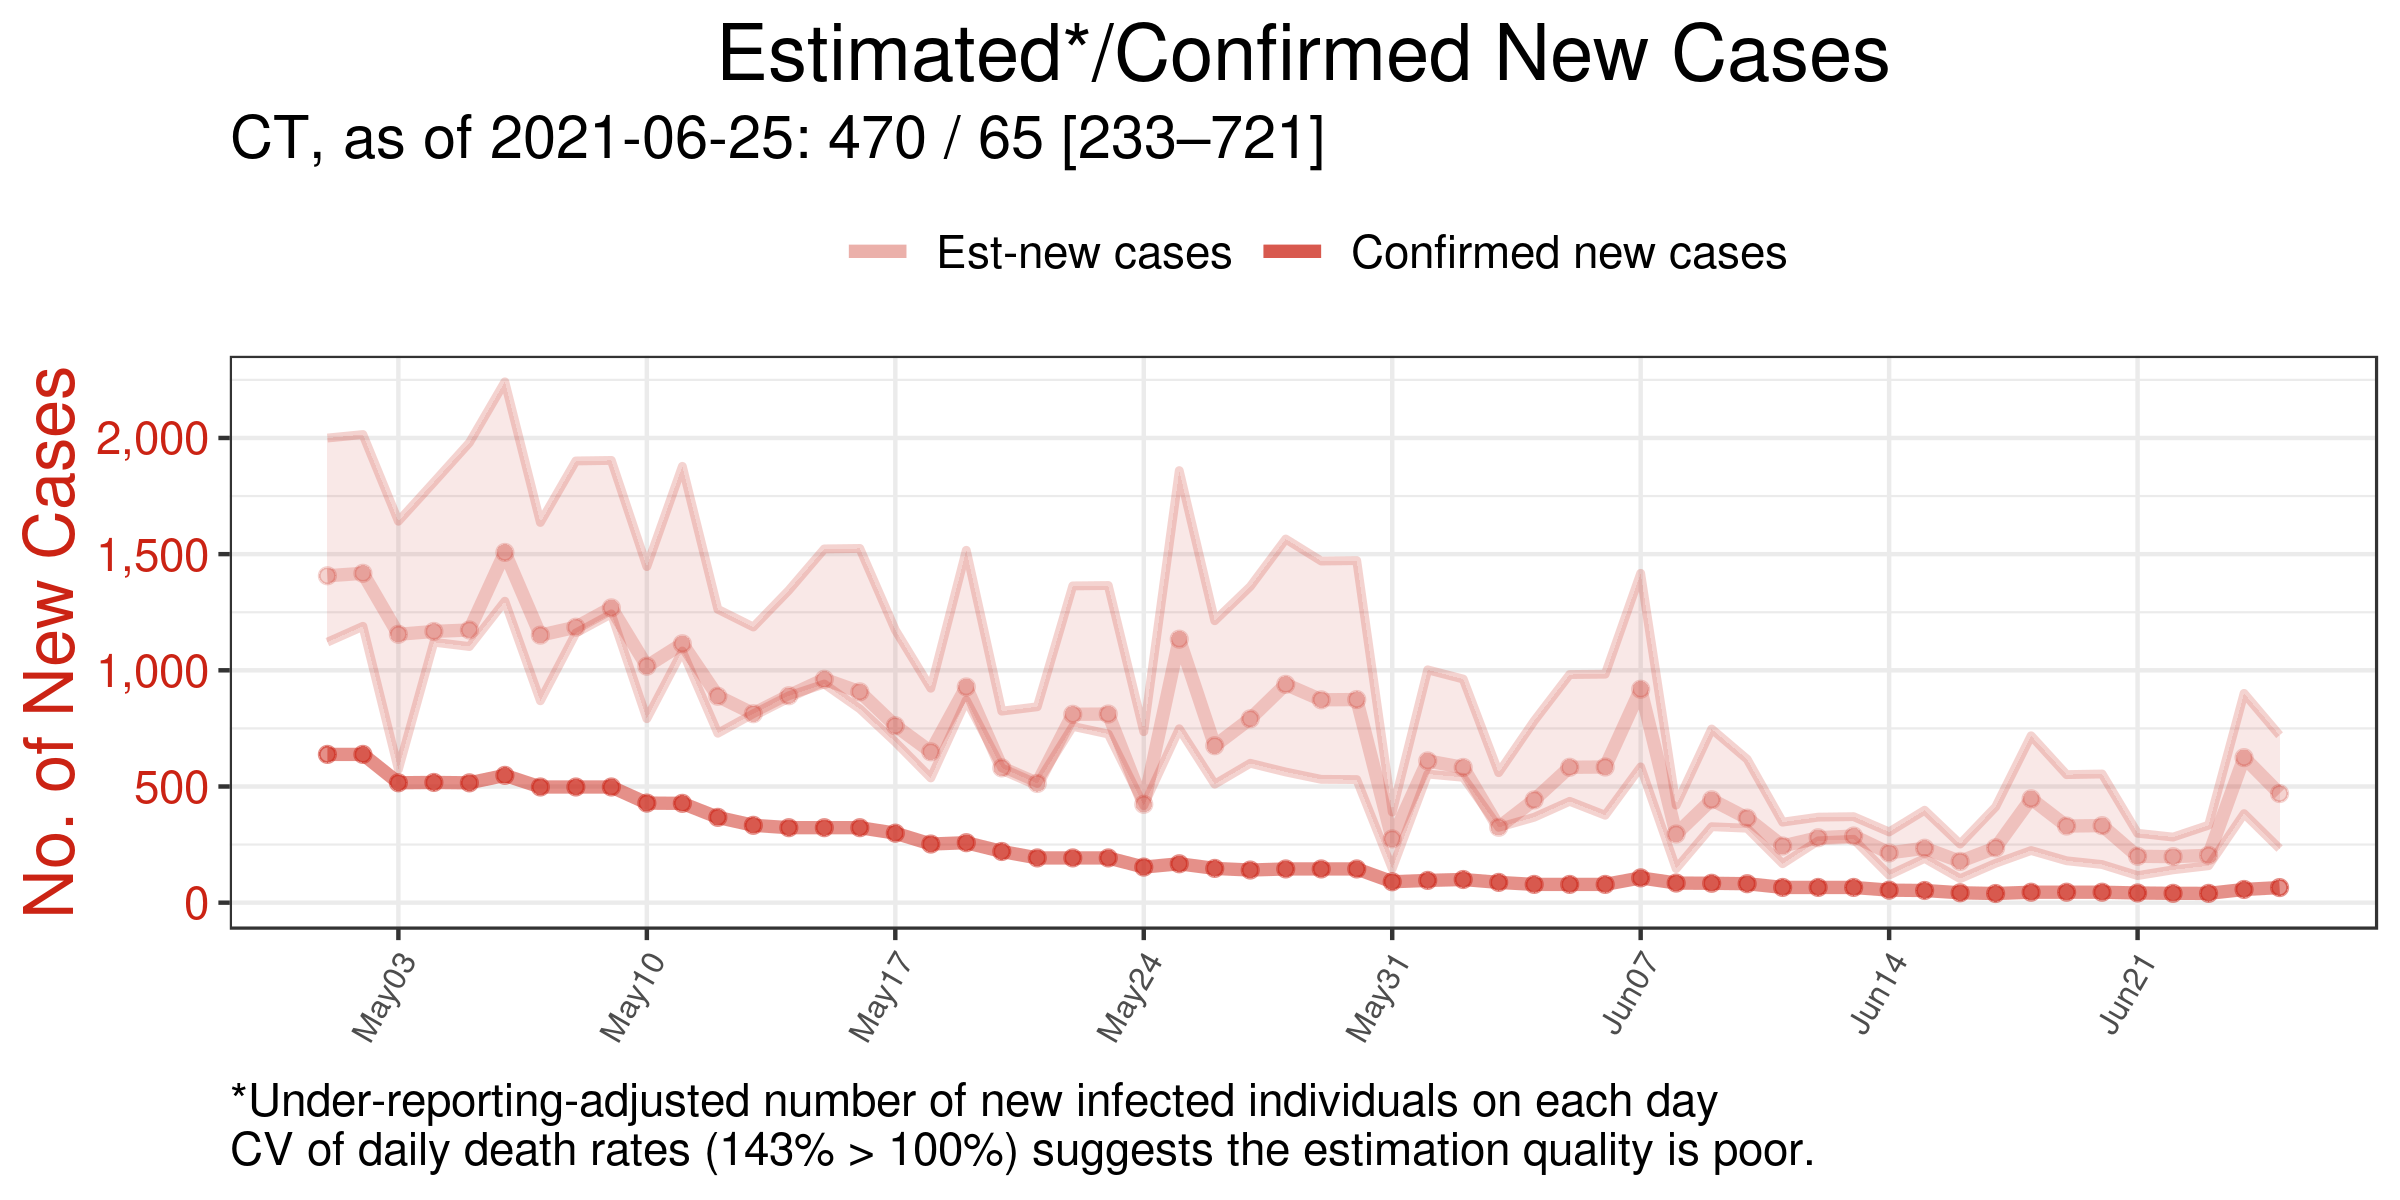 Estimated*/Confirmed New Cases
CT, as of 2021-06-25: 470 / 65 [233–721]
Est-new cases Confirmed new cases
No. of New Cases
2,000
1,500
1,000
500
0
May03 May10 May17 May24 May31 Jun07 Jun14 Jun21
*Under-reporting-adjusted number of new infected individuals on each day
CV of daily death rates (143% > 100%) suggests the estimation quality is poor.